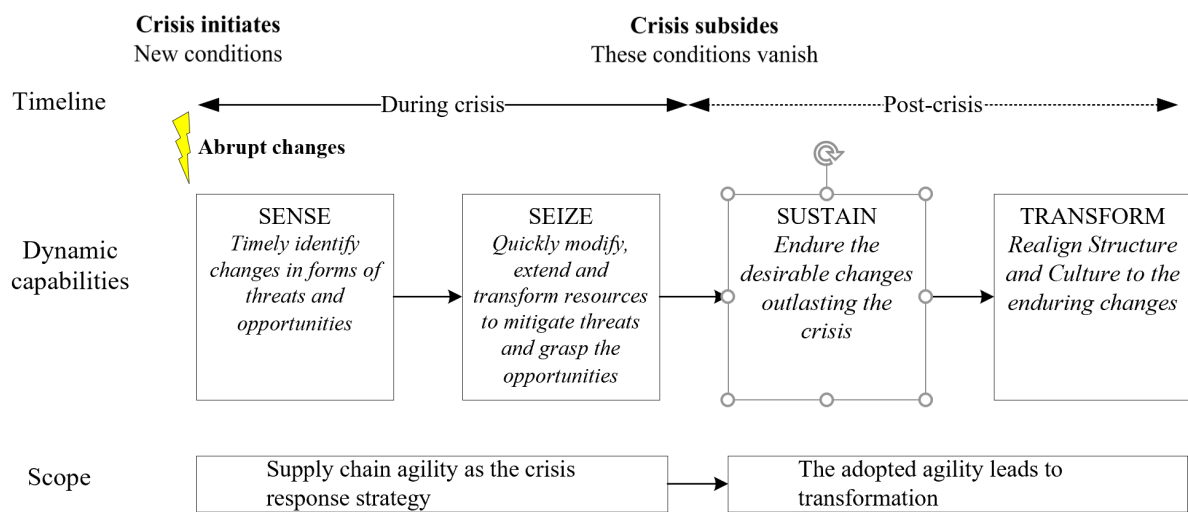 Crisis initiates
New conditions
Crisis subsides
These conditions vanish
Timeline
During crisis
Post-crisis
Abrupt changes
Dynamic
capabilities
SENSE
Timely identify
changes in forms of
threats and
opportunities
SEIZE
Quickly modify,
extend and
transform resources
to mitigate threats
and grasp the
opportunities
SUSTAIN
Endure the
desirable changes
outlasting the
crisis
TRANSFORM
Realign Structure
and Culture to the
enduring changes
Scope
Supply chain agility as the crisis
response strategy
The adopted agility leads to
transformation